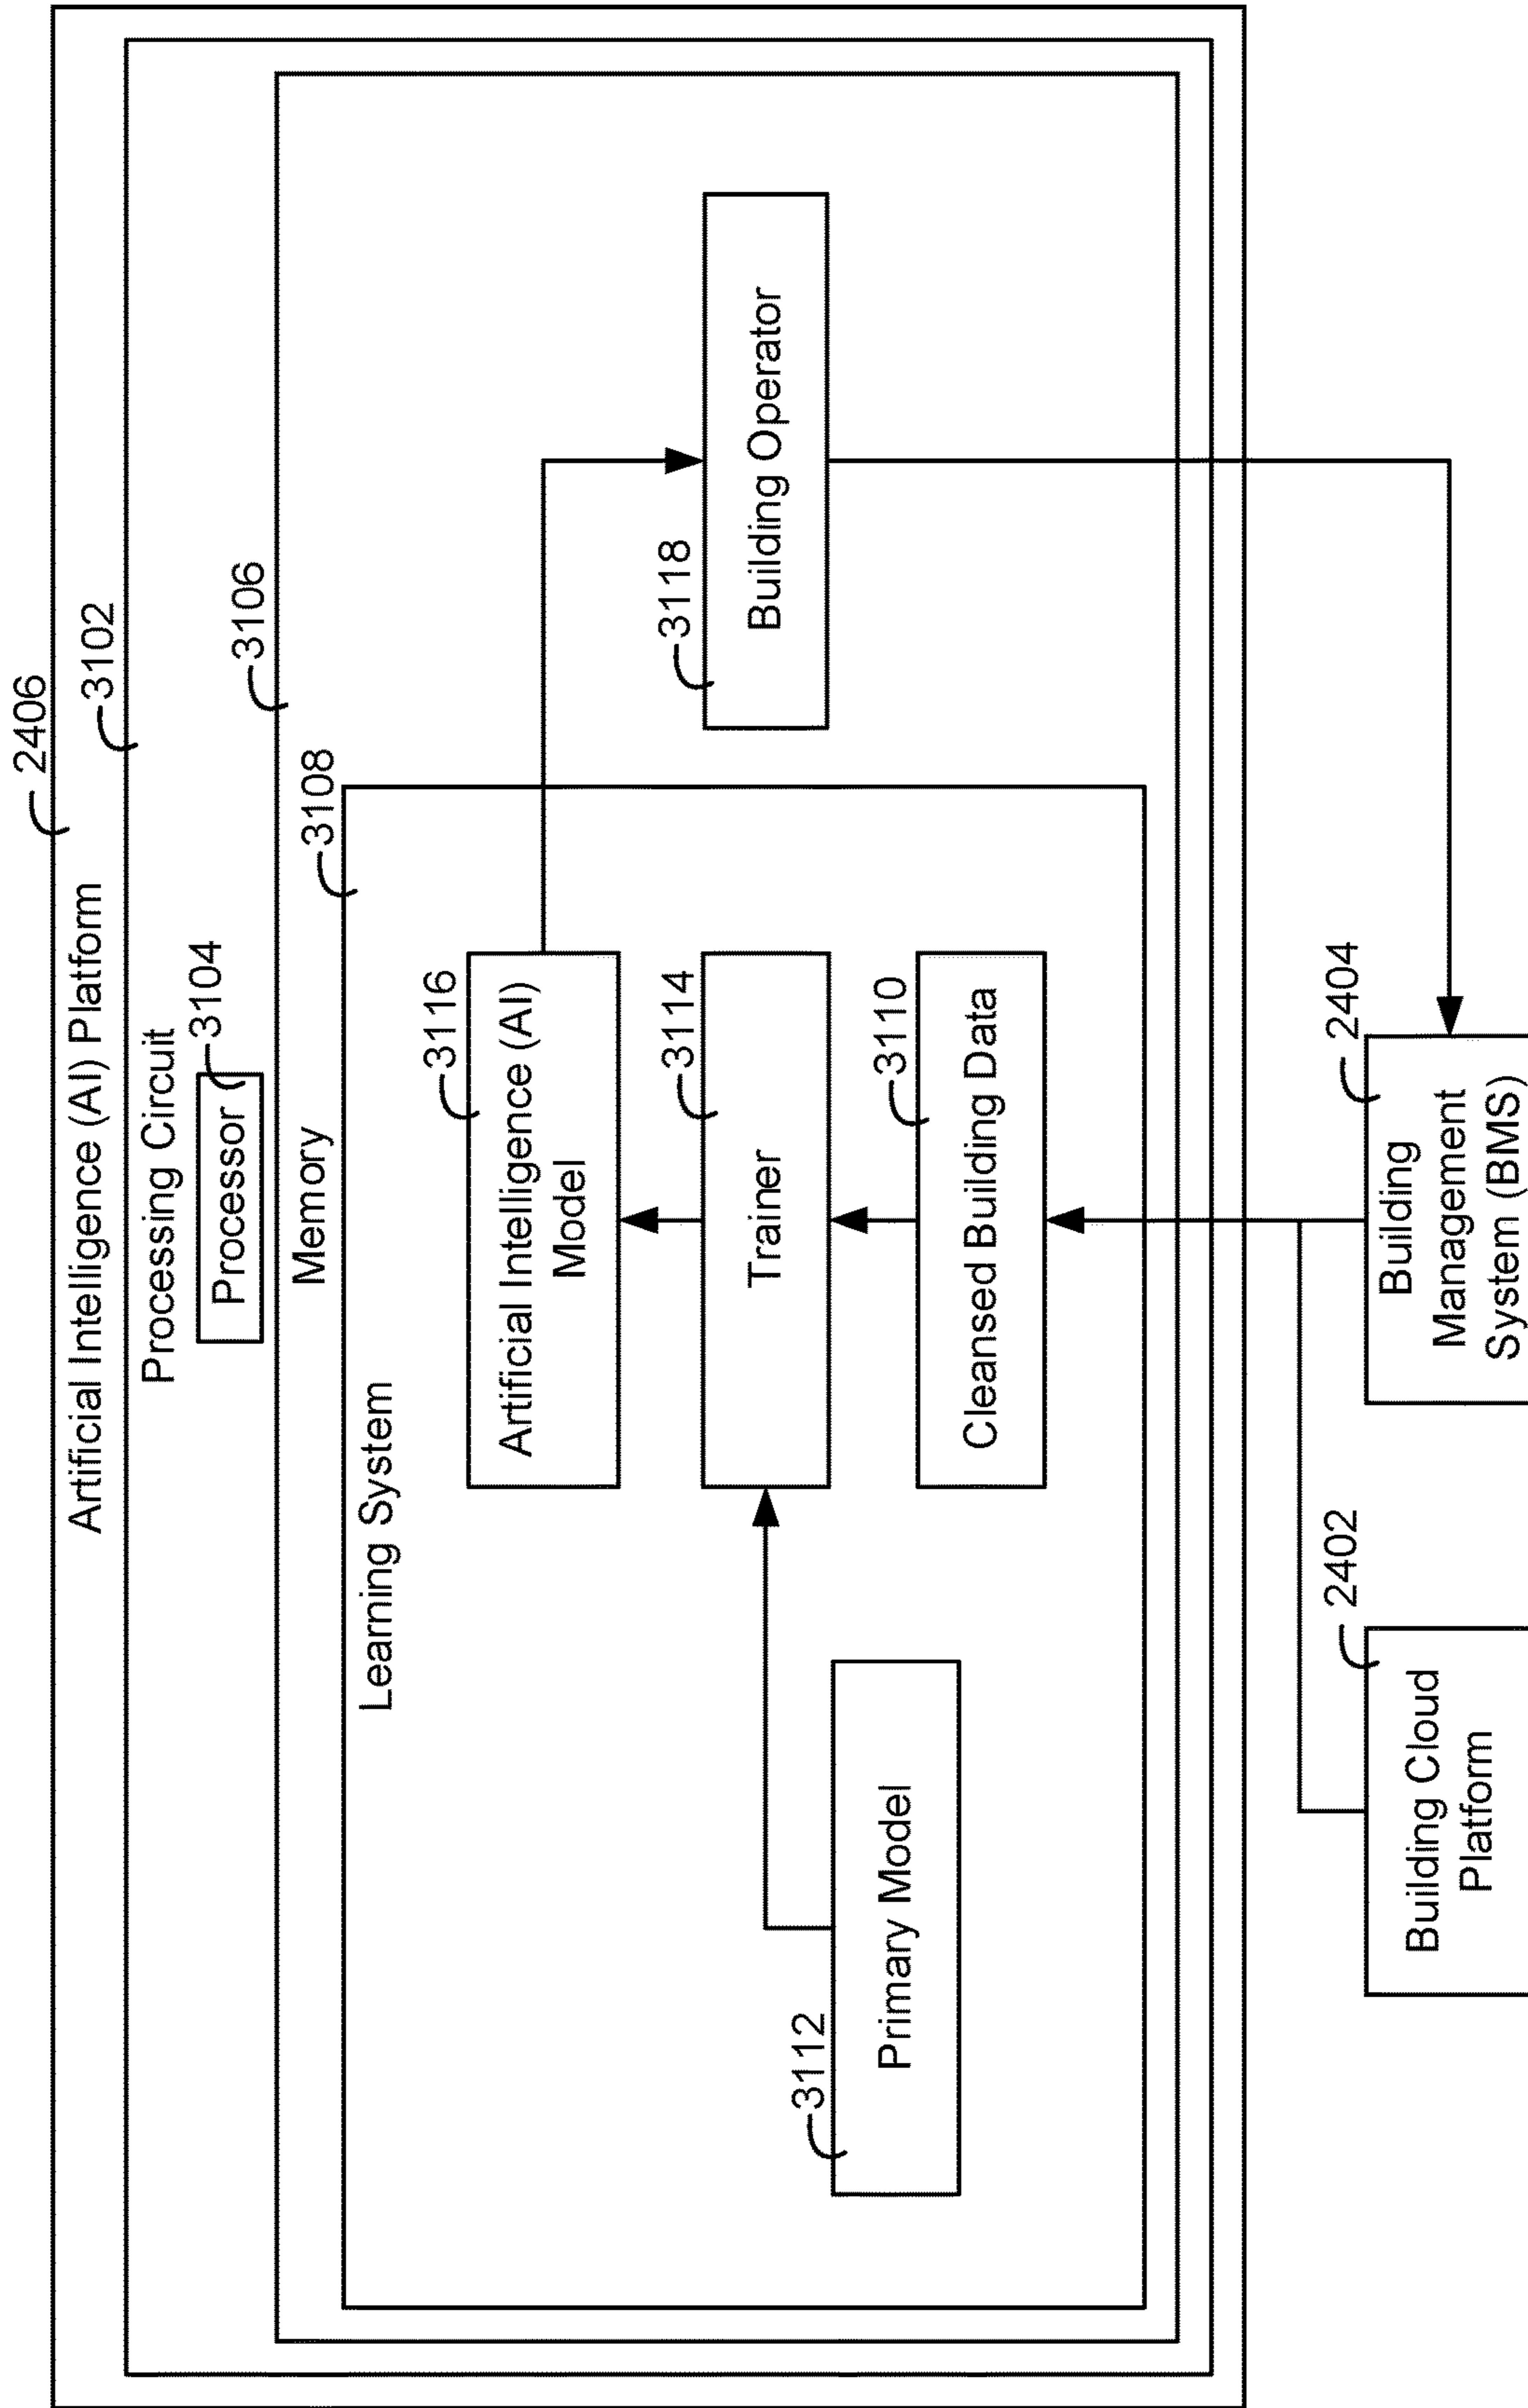 2406
Artificial Intelligence (AI) Platform
3102
Processing Circuit
3104
Processor
3106
Memory
3108
Learning System
3116
Artificial Intelligence (AI)
Model
3114
Trainer
3118
Building Operator
3112
Primary Model
3110
Cleansed Building Data
2402
Building Cloud
Platform
2404
Building
Management
System (BMS)